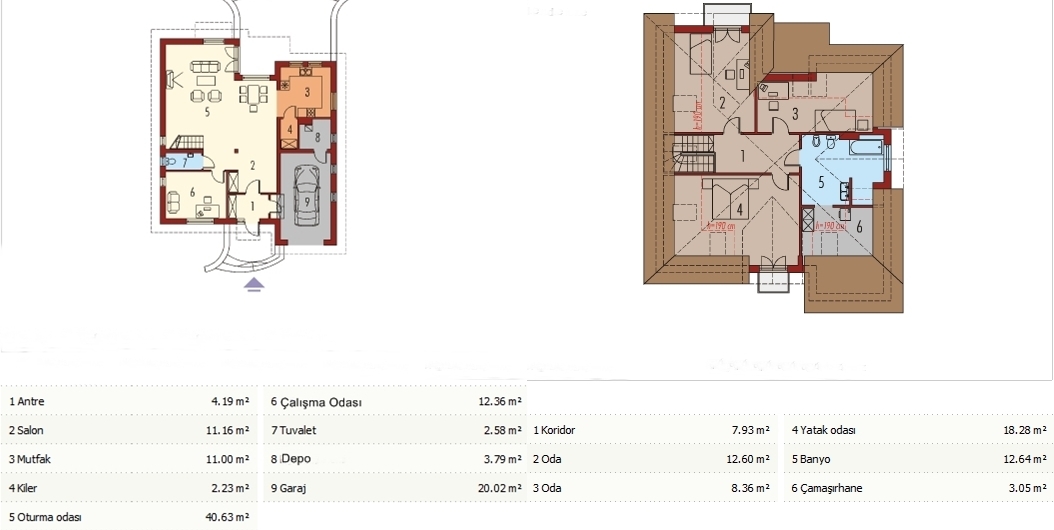 5
3
4
8
7
2
6
1
9
2
h=190 cm
3
1
5
4
h=190 cm
h=190 cm
6
1 Antre 4.19 m²
2 Salon 11.16 m²
3 Mutfak 11.00 m²
4 Kiler 2.23 m²
5 Oturma odası 40.63 m²
6 Çalışma Odası 12.36 m²
7 Tuvalet 2.58 m²
8 Depo 3.79 m²
9 Garaj 20.02 m²
1 Koridor 7.93 m²
2 Oda 12.60 m²
3 Oda 8.36 m²
4 Yatak odası 18.28 m²
5 Banyo 12.64 m²
6 Çamaşırhane 3.05 m²